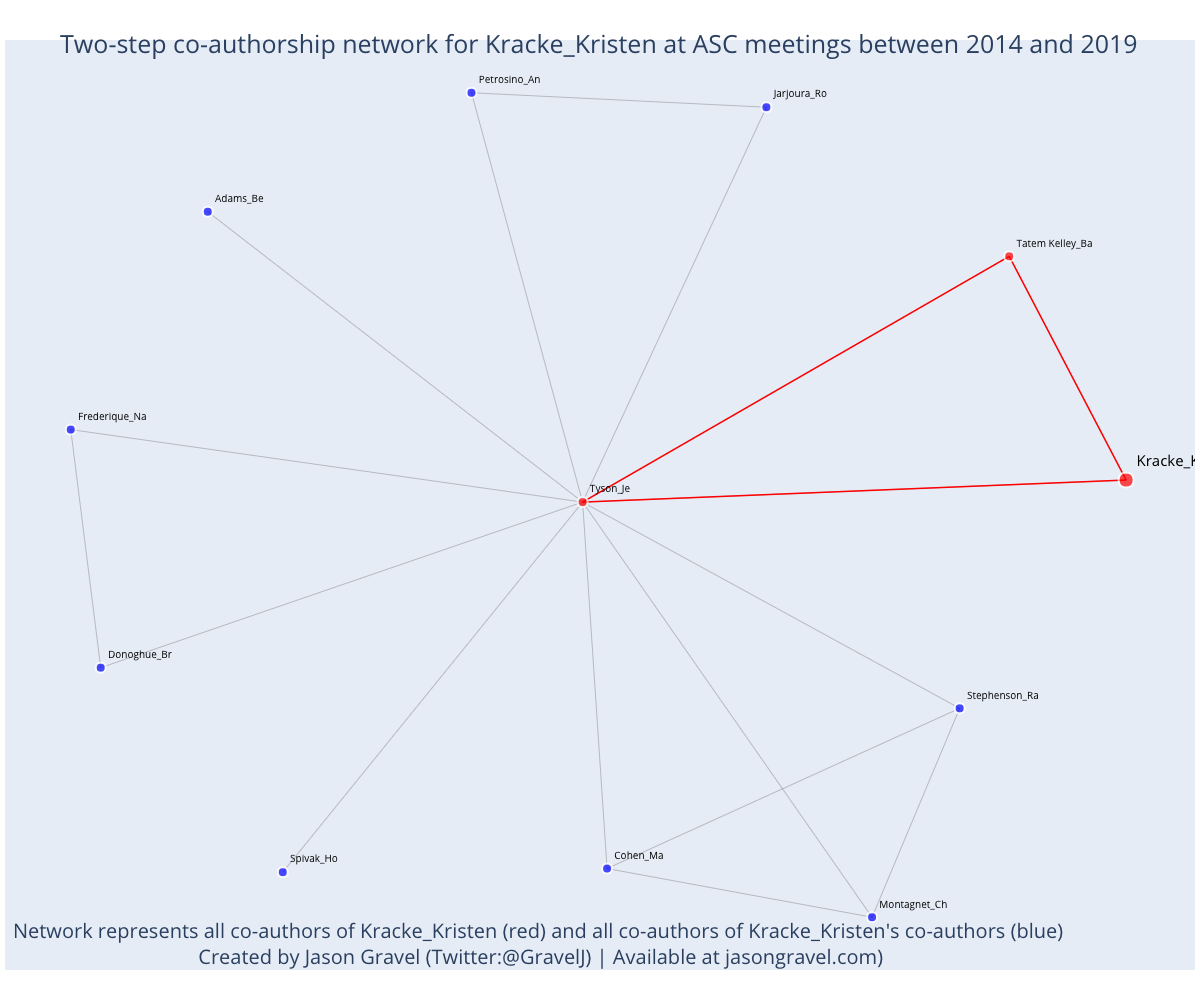 Two-step co-authorship network for Kracke_Kristen at ASC meetings between 2014 and 2019
Petrosino_An
Jarjoura_Ro
Adams_Be
Tatem Kelley_Ba
Frederique_Na
Kracke_K
Tyson_Je
Donoghue_Br
Stephenson_Ra
Spivak_Ho
Cohen_Ma
Montagnet_Ch
Network represents all co-authors of Kracke_Kristen (red) and all co-authors of Kracke_Kristen's co-authors (blue)
Created by Jason Gravel (Twitter:@GravelJ) | Available at jasongravel.com)